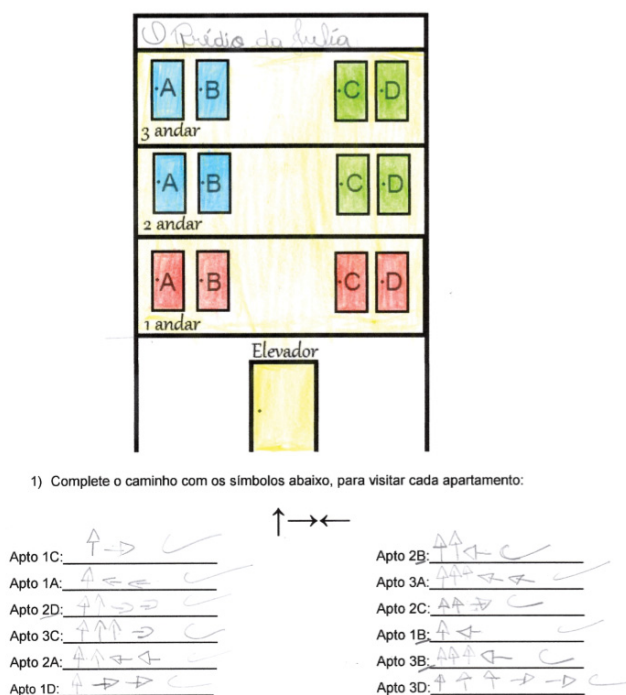 O Prédio da Julia
A B C D
3 andar
A B C D
2 andar
A B C D
1 andar
Elevador
1) Complete o caminho com os símbolos abaixo, para visitar cada apartamento:
↑→←
Apto 1C: ↑ →
Apto 1A: ↑ ← ←
Apto 2D: ↑ ↑ → →
Apto 3C: ↑ ↑ ↑ →
Apto 2A: ↑ ↑ ← ←
Apto 1D: ↑ → →
Apto 2B: ↑ ↑ ←
Apto 3A: ↑ ↑ ↑ ← ←
Apto 2C: ↑ ↑ →
Apto 1B: ↑ ←
Apto 3B: ↑ ↑ ↑ ←
Apto 3D: ↑ ↑ ↑ → →